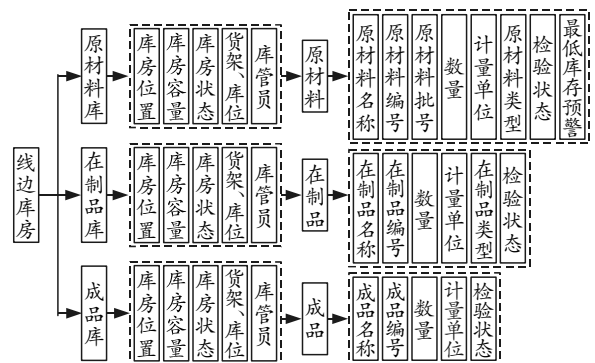 线边库房
原材料库
库房位置
库房容量
库房状态
货架、库位
库管员
原材料
原材料名称
原材料编号
原材料批号
数量
计量单位
原材料类型
检验状态
最低库存预警
在制品库
库房位置
库房容量
库房状态
货架、库位
库管员
在制品
在制品名称
在制品编号
数量
计量单位
在制品类型
检验状态
成品库
库房位置
库房容量
库房状态
货架、库位
库管员
成品
成品名称
成品编号
数量
计量单位
检验状态